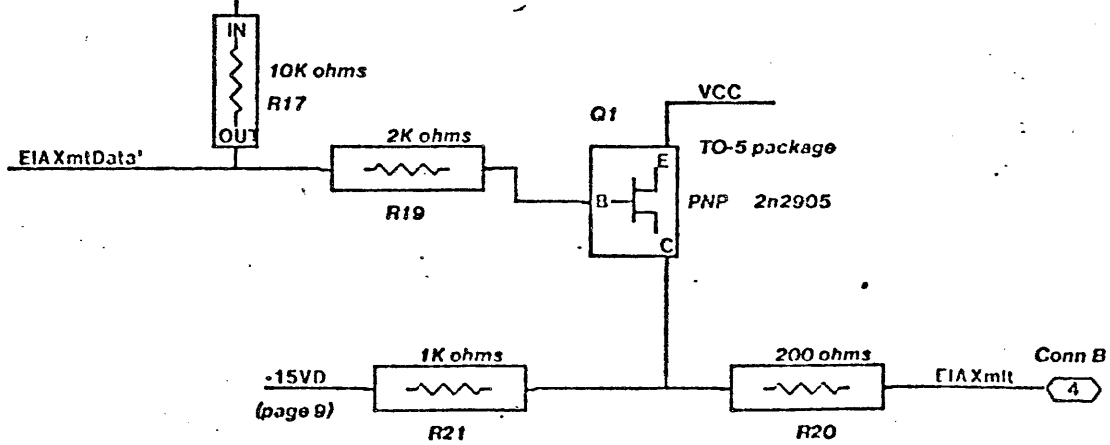 IN
10K ohms
R17
OUT
EIAXmtData'
2K ohms
R19
Q1
VCC
TO-5 package
E
B
PNP 2n2905
C
-15VD
(page 9)
1K ohms
R21
200 ohms
R20
EIAXmit
Conn B
4